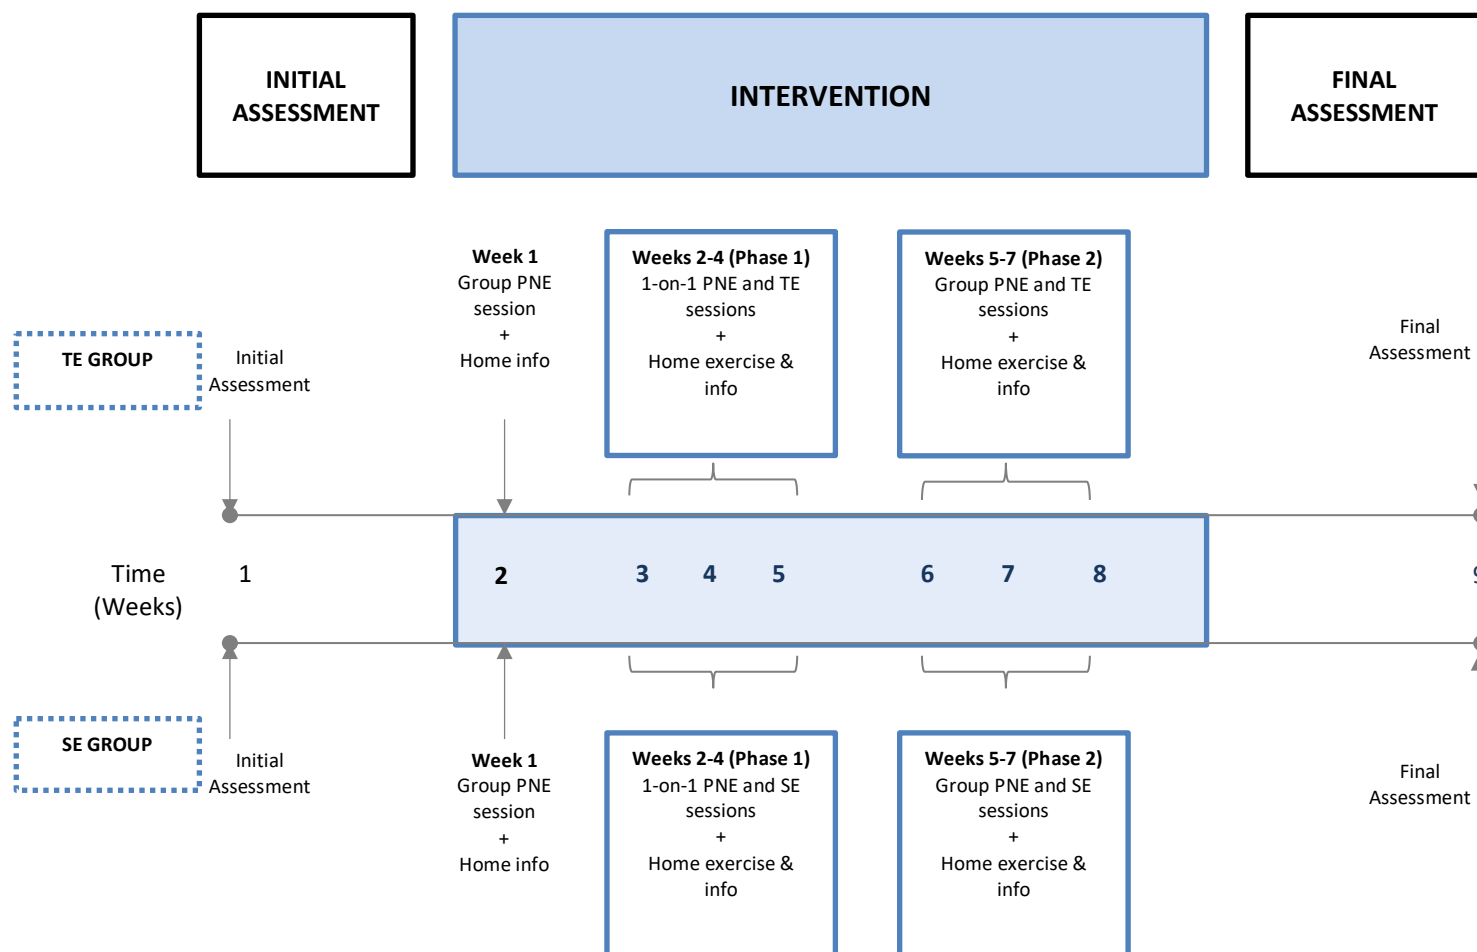 INITIAL
ASSESSMENT
INTERVENTION
FINAL
ASSESSMENT
TE GROUP
Initial
Assessment
Week 1
Group PNE
session
+
Home info
Weeks 2-4 (Phase 1)
1-on-1 PNE and TE
sessions
+
Home exercise &
info
Weeks 5-7 (Phase 2)
Group PNE and TE
sessions
+
Home exercise &
info
Final
Assessment
Time
(Weeks)
1
2
3
4
5
6
7
8
9
SE GROUP
Initial
Assessment
Week 1
Group PNE
session
+
Home info
Weeks 2-4 (Phase 1)
1-on-1 PNE and SE
sessions
+
Home exercise &
info
Weeks 5-7 (Phase 2)
Group PNE and SE
sessions
+
Home exercise &
info
Final
Assessment